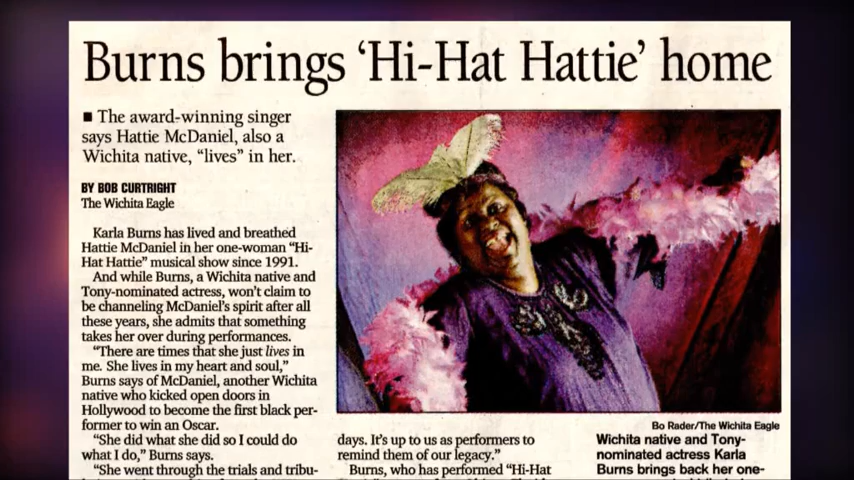 Burns brings ‘Hi-Hat Hattie’ home
■ The award-winning singer
says Hattie McDaniel, also a
Wichita native, “lives” in her.
BY BOB CURTRIGHT
The Wichita Eagle
Karla Burns has lived and breathed
Hattie McDaniel in her one-woman “Hi-
Hat Hattie” musical show since 1991.
And while Burns, a Wichita native and
Tony-nominated actress, won’t claim to
be channeling McDaniel’s spirit after all
these years, she admits that something
takes her over during performances.
“There are times that she just lives in
me. She lives in my heart and soul,”
Burns says of McDaniel, another Wichita
native who kicked open doors in
Hollywood to become the first black per-
former to win an Oscar.
“She did what she did so I could do
what I do,” Burns says.
“She went through the trials and tribu-
days. It’s up to us as performers to
remind them of our legacy.”
Burns, who has performed “Hi-Hat
Bo Rader/The Wichita Eagle
Wichita native and Tony-
nominated actress Karla
Burns brings back her one-